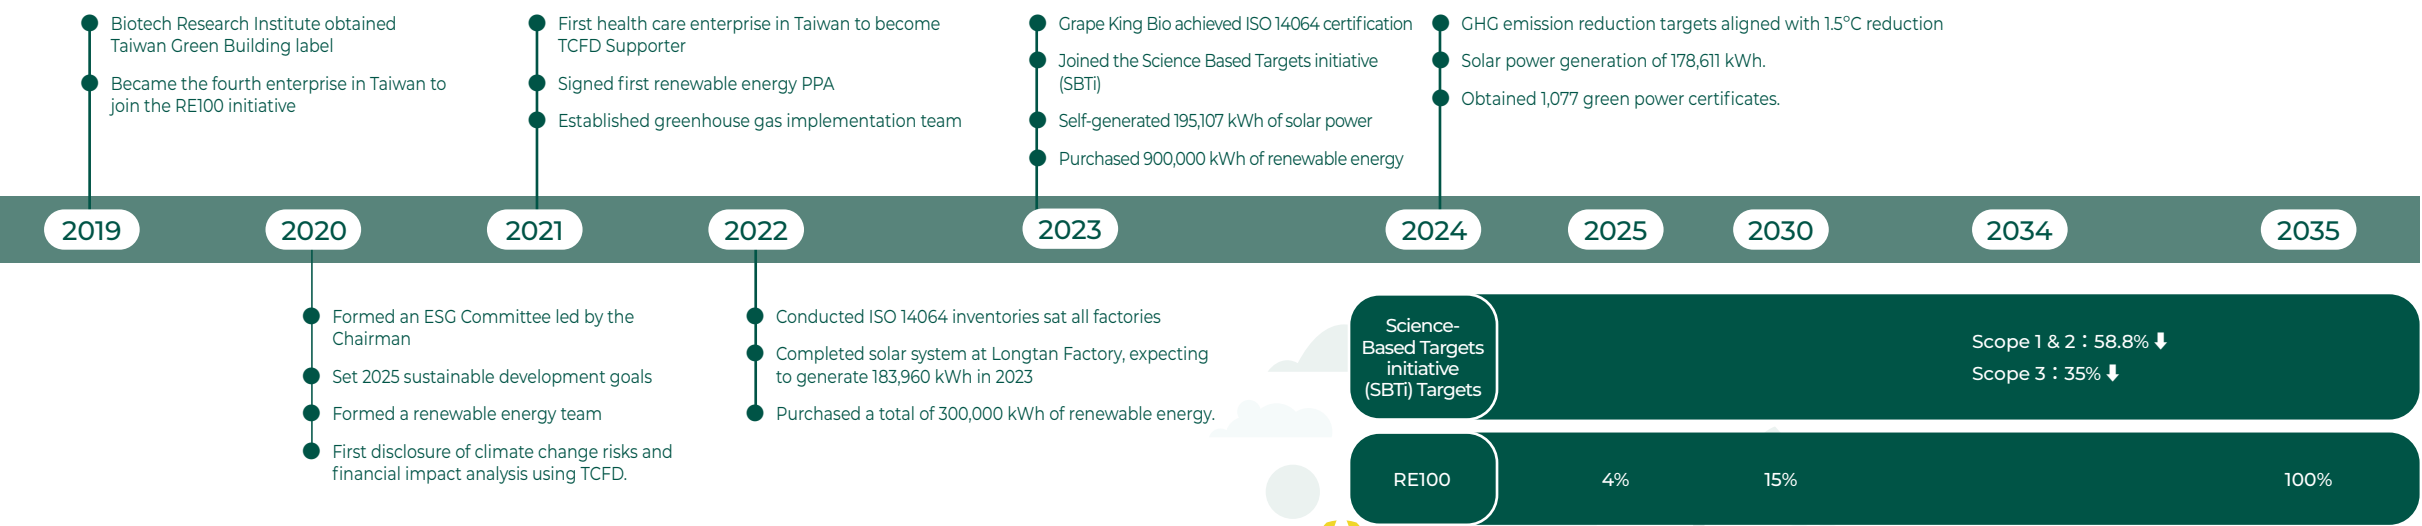 Biotech Research Institute obtained
Taiwan Green Building label
Became the fourth enterprise in Taiwan to
join the RE100 initiative
First health care enterprise in Taiwan to become
TCFD Supporter
Signed first renewable energy PPA
Established greenhouse gas implementation team
Grape King Bio achieved ISO 14064 certification
Joined the Science Based Targets initiative
(SBTi)
Self-generated 195,107 kWh of solar power
Purchased 900,000 kWh of renewable energy
GHG emission reduction targets aligned with 1.5°C reduction
Solar power generation of 178,611 kWh.
Obtained 1,077 green power certificates.
2019 2020 2021 2022 2023 2024 2025 2030 2034 2035
Formed an ESG Committee led by the
Chairman
Set 2025 sustainable development goals
Formed a renewable energy team
First disclosure of climate change risks and
financial impact analysis using TCFD.
Conducted ISO 14064 inventories sat all factories
Completed solar system at Longtan Factory, expecting
to generate 183,960 kWh in 2023
Purchased a total of 300,000 kWh of renewable energy.
Science-
Based Targets
initiative
(SBTi) Targets
Scope 1 & 2：58.8% ⬇
Scope 3：35% ⬇
RE100 4% 15% 100%